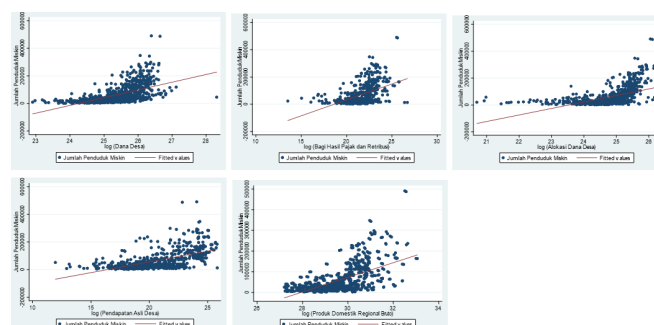 Jumlah Penduduk Miskin
-200000 0 200000 400000 600000
23 24 25 26 27 28
log (Dana Desa)
Jumlah Penduduk Miskin Fitted values
Jumlah Penduduk Miskin
-200000 0 200000 400000 600000
10 15 20 25 30
log (Bagi Hasil Pajak dan Retribusi)
Jumlah Penduduk Miskin Fitted values
Jumlah Penduduk Miskin
-200000 0 200000 400000 600000
21 22 23 24 25 26
log (Alokasi Dana Desa)
Jumlah Penduduk Miskin Fitted values
Jumlah Penduduk Miskin
-200000 0 200000 400000 600000
10 15 20 25
log (Pendapatan Asli Desa)
Jumlah Penduduk Miskin Fitted values
Jumlah Penduduk Miskin
0 100000 200000 300000 400000 500000
26 28 30 32 34
log (Produk Domestik Regional Bruto)
Jumlah Penduduk Miskin Fitted values